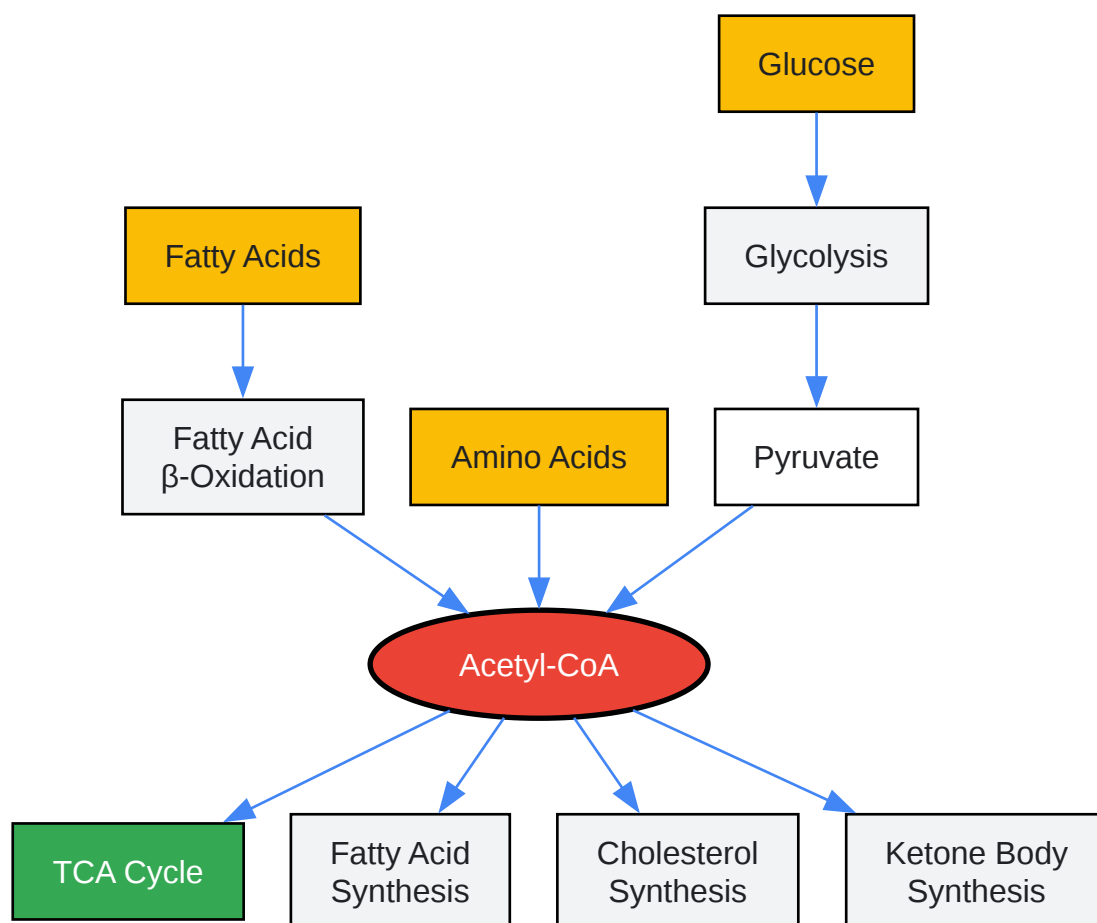 Glucose
Fatty Acids
Glycolysis
Fatty Acid
β-Oxidation
Amino Acids
Pyruvate
Acetyl-CoA
TCA Cycle
Fatty Acid
Synthesis
Cholesterol
Synthesis
Ketone Body
Synthesis